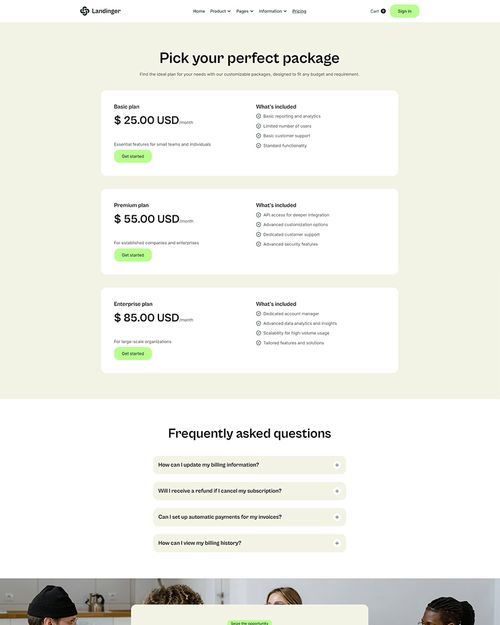 Landinger
Home Product Pages Information Pricing
Cart 0 Sign in
Pick your perfect package
Find the ideal plan for your needs with our customizable packages, designed to fit any budget and requirement.
Basic plan
$ 25.00 USD/month
Essential features for small teams and individuals
Get started
What's included
Basic reporting and analytics
Limited number of users
Basic customer support
Standard functionality
Premium plan
$ 55.00 USD/month
For established companies and enterprises
Get started
What's included
API access for deeper integration
Advanced customization options
Dedicated customer support
Advanced security features
Enterprise plan
$ 85.00 USD/month
For large-scale organizations
Get started
What's included
Dedicated account manager
Advanced data analytics and insights
Scalability for high-volume usage
Tailored features and solutions
Frequently asked questions
How can I update my billing information?
Will I receive a refund if I cancel my subscription?
Can I set up automatic payments for my invoices?
How can I view my billing history?
Seize the opportunity